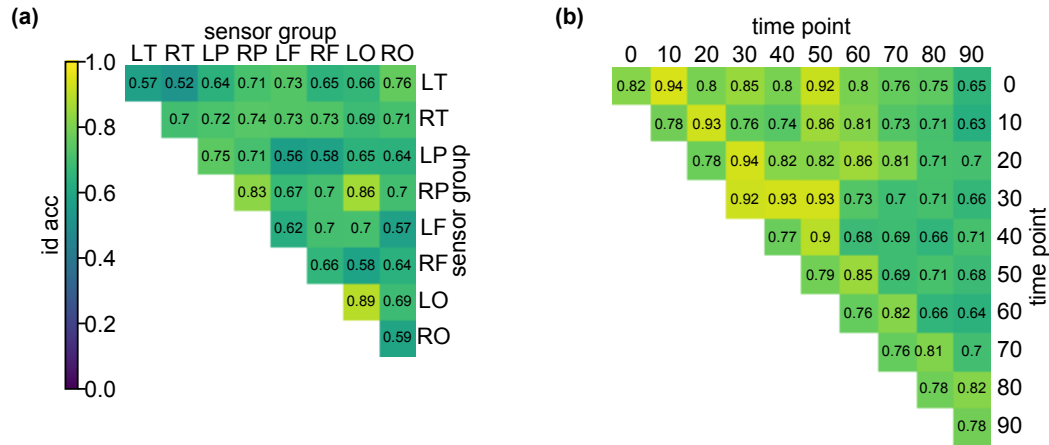 (a)
sensor group
LT RT LP RP LF RF LO RO
1.0
0.8
0.6
0.4
0.2
0.0
id acc
0.57 0.52 0.64 0.71 0.73 0.65 0.66 0.76 LT
0.7 0.72 0.74 0.73 0.73 0.69 0.71 RT
0.75 0.71 0.56 0.58 0.65 0.64 LP
0.83 0.67 0.7 0.86 0.7 RP
0.62 0.7 0.7 0.57 LF
0.66 0.58 0.64 RF
0.89 0.69 LO
0.59 RO
sensor group
(b)
time point
0 10 20 30 40 50 60 70 80 90
0.82 0.94 0.8 0.85 0.8 0.92 0.8 0.76 0.75 0.65 0
0.78 0.93 0.76 0.74 0.86 0.81 0.73 0.71 0.63 10
0.78 0.94 0.82 0.82 0.86 0.81 0.71 0.7 20
0.92 0.93 0.93 0.73 0.7 0.71 0.66 30
0.77 0.9 0.68 0.69 0.66 0.71 40
0.79 0.85 0.69 0.71 0.68 50
0.76 0.82 0.66 0.64 60
0.76 0.81 0.7 70
0.78 0.82 80
0.78 90
time point